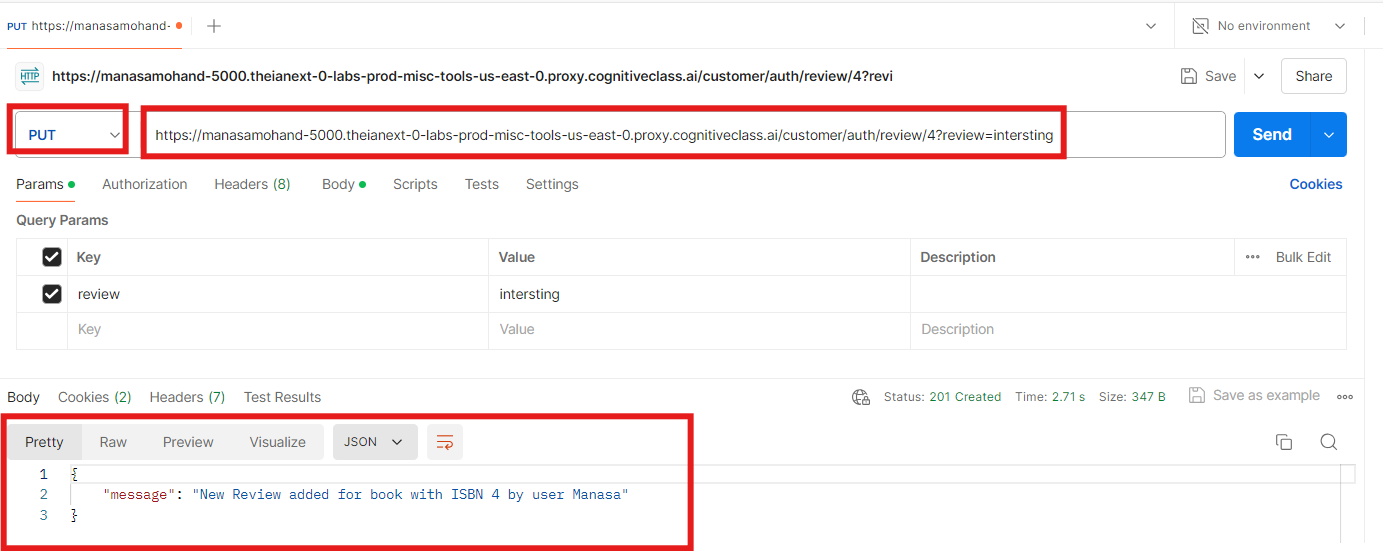 PUT https://manasamohand-
No environment
HTTP https://manasamohand-5000.theianext-0-labs-prod-misc-tools-us-east-0.proxy.cognitiveclass.ai/customer/auth/review/4?revi
Save
Share
PUT
https://manasamohand-5000.theianext-0-labs-prod-misc-tools-us-east-0.proxy.cognitiveclass.ai/customer/auth/review/4?review=intersting
Send
Params Authorization Headers (8) Body Scripts Tests Settings Cookies
Query Params
Key Value Description Bulk Edit
review intersting
Key Value Description
Body Cookies (2) Headers (7) Test Results Status: 201 Created Time: 2.71 s Size: 347 B Save as example
Pretty Raw Preview Visualize JSON
1 {
2 "message": "New Review added for book with ISBN 4 by user Manasa"
3 }